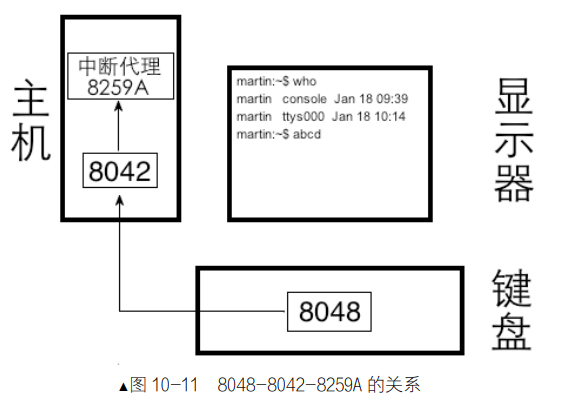 主机
中断代理
8259A
8042
martin:~$ who
martin console Jan 18 09:39
martin ttys000 Jan 18 10:14
martin:~$ abcd
显示器
8048
键盘
▲图 10-11 8048-8042-8259A 的关系